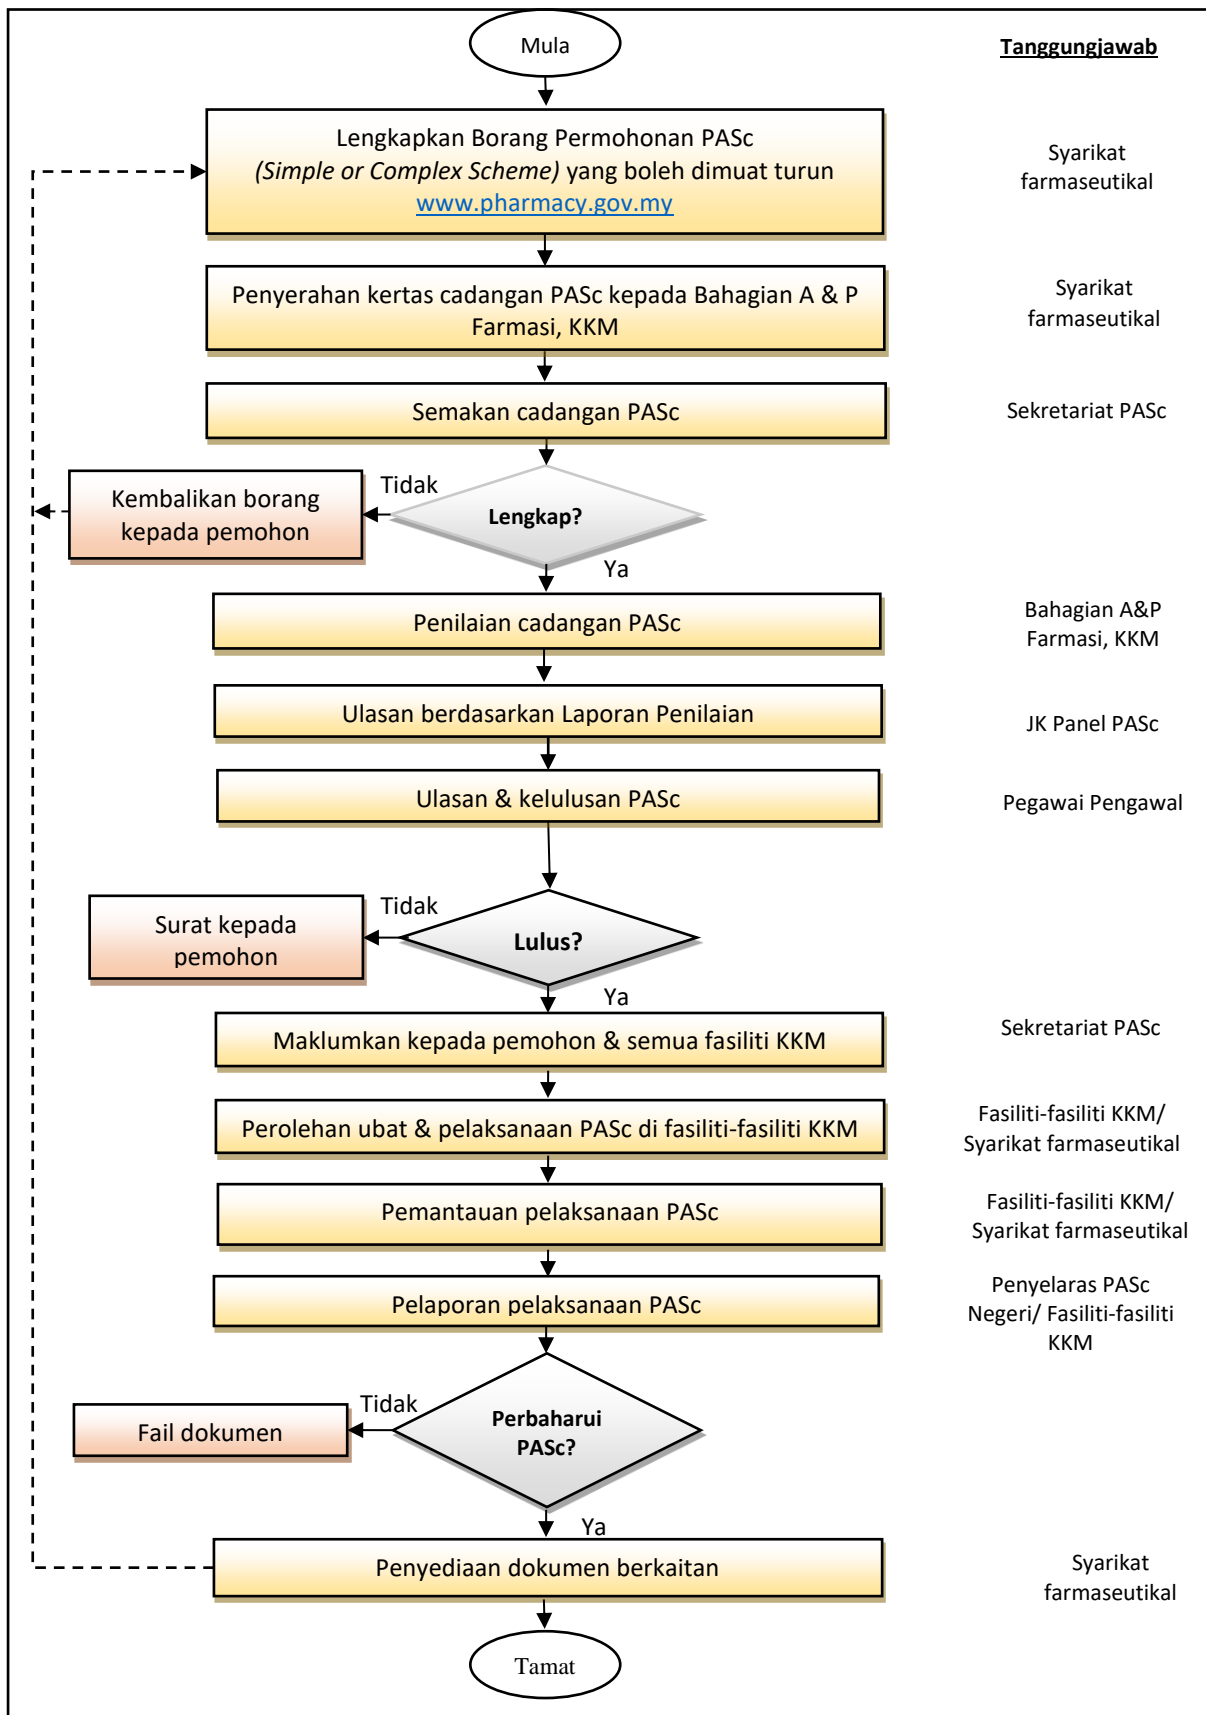 Mula
Tanggungjawab
Lengkapkan Borang Permohonan PASc
(Simple or Complex Scheme) yang boleh dimuat turun
www.pharmacy.gov.my
Syarikat
farmaseutikal
Penyerahan kertas cadangan PASc kepada Bahagian A & P
Farmasi, KKM
Syarikat
farmaseutikal
Semakan cadangan PASc
Sekretariat PASc
Kembalikan borang
kepada pemohon
Tidak
Lengkap?
Ya
Penilaian cadangan PASc
Bahagian A&P
Farmasi, KKM
Ulasan berdasarkan Laporan Penilaian
JK Panel PASc
Ulasan & kelulusan PASc
Pegawai Pengawal
Surat kepada
pemohon
Tidak
Lulus?
Ya
Maklumkan kepada pemohon & semua fasiliti KKM
Sekretariat PASc
Perolehan ubat & pelaksanaan PASc di fasiliti-fasiliti KKM
Fasiliti-fasiliti KKM/
Syarikat farmaseutikal
Pemantauan pelaksanaan PASc
Fasiliti-fasiliti KKM/
Syarikat farmaseutikal
Pelaporan pelaksanaan PASc
Penyelaras PASc
Negeri/ Fasiliti-fasiliti
KKM
Fail dokumen
Tidak
Perbaharui
PASc?
Ya
Penyediaan dokumen berkaitan
Syarikat
farmaseutikal
Tamat